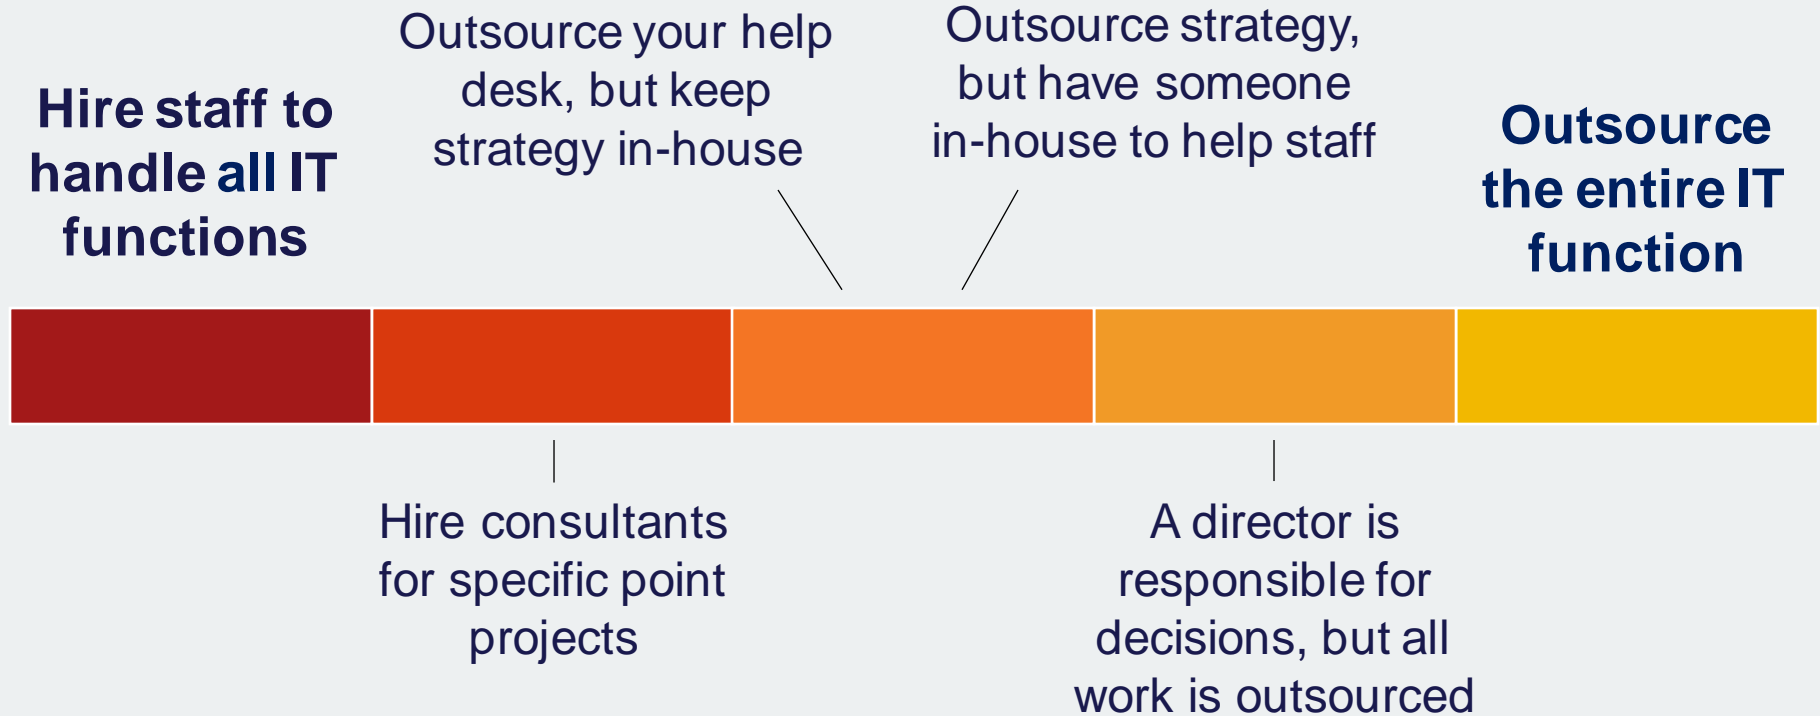 Hire staff to
handle all IT
functions
Outsource your help
desk, but keep
strategy in-house
Outsource strategy,
but have someone
in-house to help staff
Outsource
the entire IT
function
Hire consultants
for specific point
projects
A director is
responsible for
decisions, but all
work is outsourced